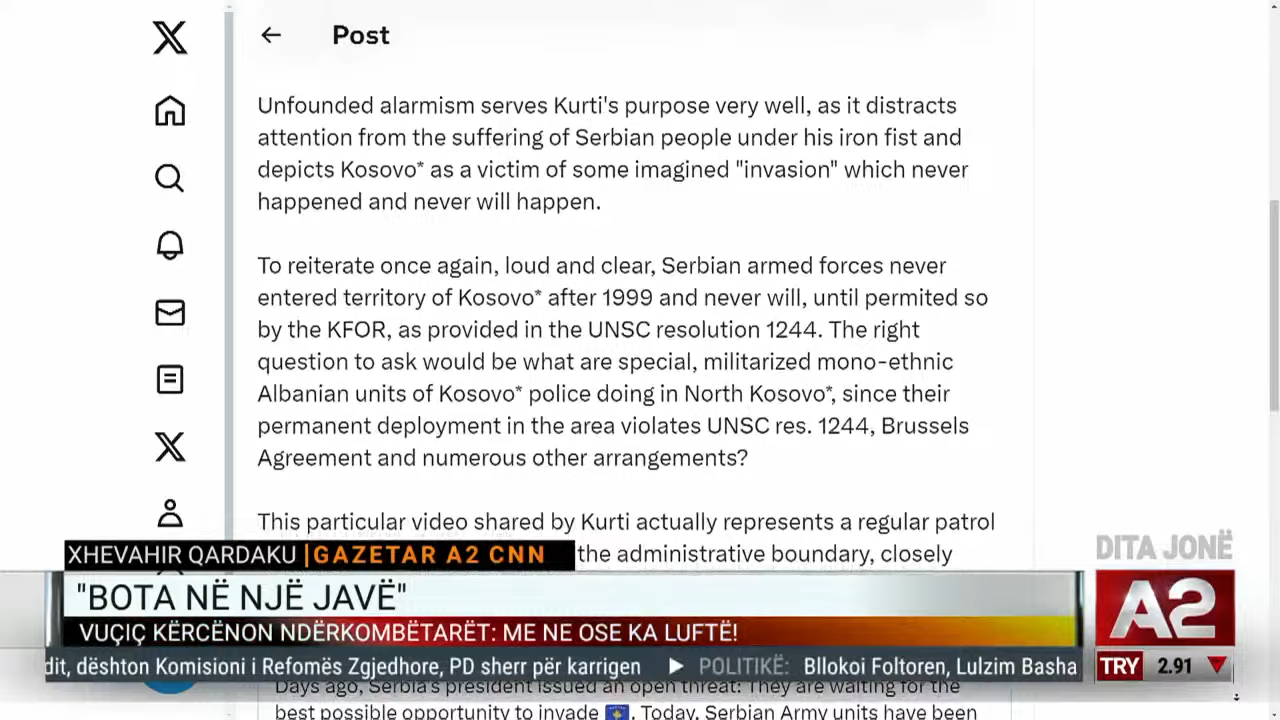 Post
Unfounded alarmism serves Kurti's purpose very well, as it distracts
attention from the suffering of Serbian people under his iron fist and
depicts Kosovo* as a victim of some imagined "invasion" which never
happened and never will happen.
To reiterate once again, loud and clear, Serbian armed forces never
entered territory of Kosovo* after 1999 and never will, until permitted so
by the KFOR, as provided in the UNSC resolution 1244. The right
question to ask would be what are special, militarized mono-ethnic
Albanian units of Kosovo* police doing in North Kosovo*, since their
permanent deployment in the area violates UNSC res. 1244, Brussels
Agreement and numerous other arrangements?
This particular video shared by Kurti actually represents a regular patrol
the administrative boundary, closely
XHEVAHIR QARDAKU | GAZETAR A2 CNN
DITA JONË
"BOTA NË NJË JAVË"
A2
VUÇIÇ KËRCËNON NDËRKOMBËTARËT: ME NE OSE KA LUFTË!
dit, dështon Komisioni i Refomës Zgjedhore, PD sherr për karrigen ▶ POLITIKË: Bllokoi Foltoren, Lulzim Basha
TRY 2.91 ▼
Days ago, Serbia's president issued an open threat: They are waiting for the
best possible opportunity to invade 🇽🇰. Today, Serbian Army units have been